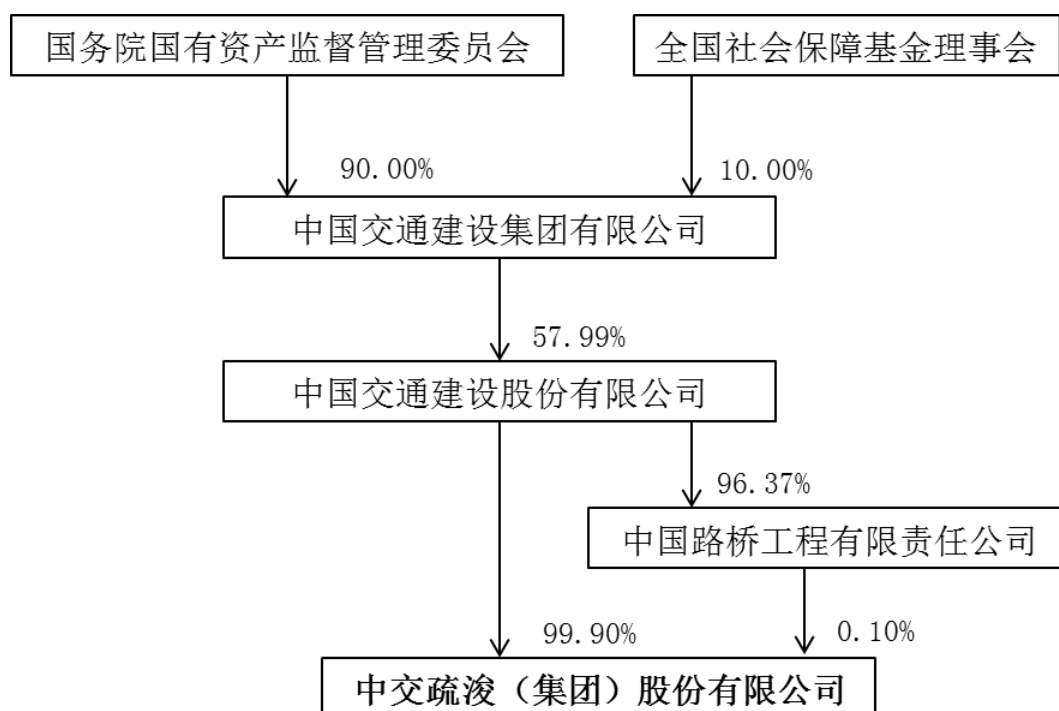 国务院国有资产监督管理委员会
全国社会保障基金理事会
90.00%
10.00%
中国交通建设集团有限公司
57.99%
中国交通建设股份有限公司
96.37%
中国路桥工程有限责任公司
99.90%
0.10%
中交疏浚（集团）股份有限公司